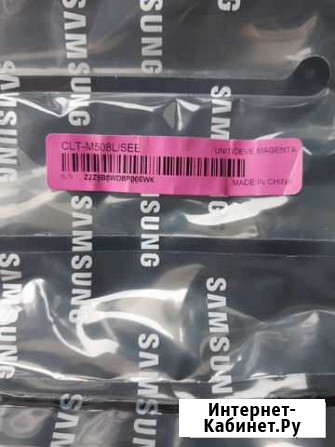 SAMSUNG
SAMSUNG
SAMSUNG
SAMSUNG
CLT-M508L/SEE
UNIT-DEVE MAGENTA
S/N :
MADE IN CHINA
SAMSUNG
SAMSUNG
SAMSUNG
SAMSUNG
Интернет-
Кабинет.Ру